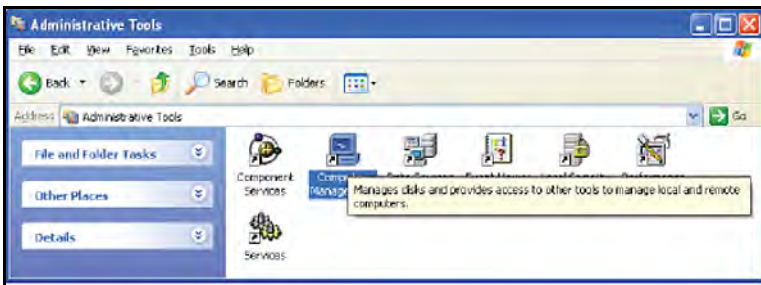 Administrative Tools
File Edit View Favorites Tools Help
Back Search Folders
Address Administrative Tools Go
File and Folder Tasks
Other Places
Details
Component Services
Manages disks and provides access to other tools to manage local and remote
computers.
Services